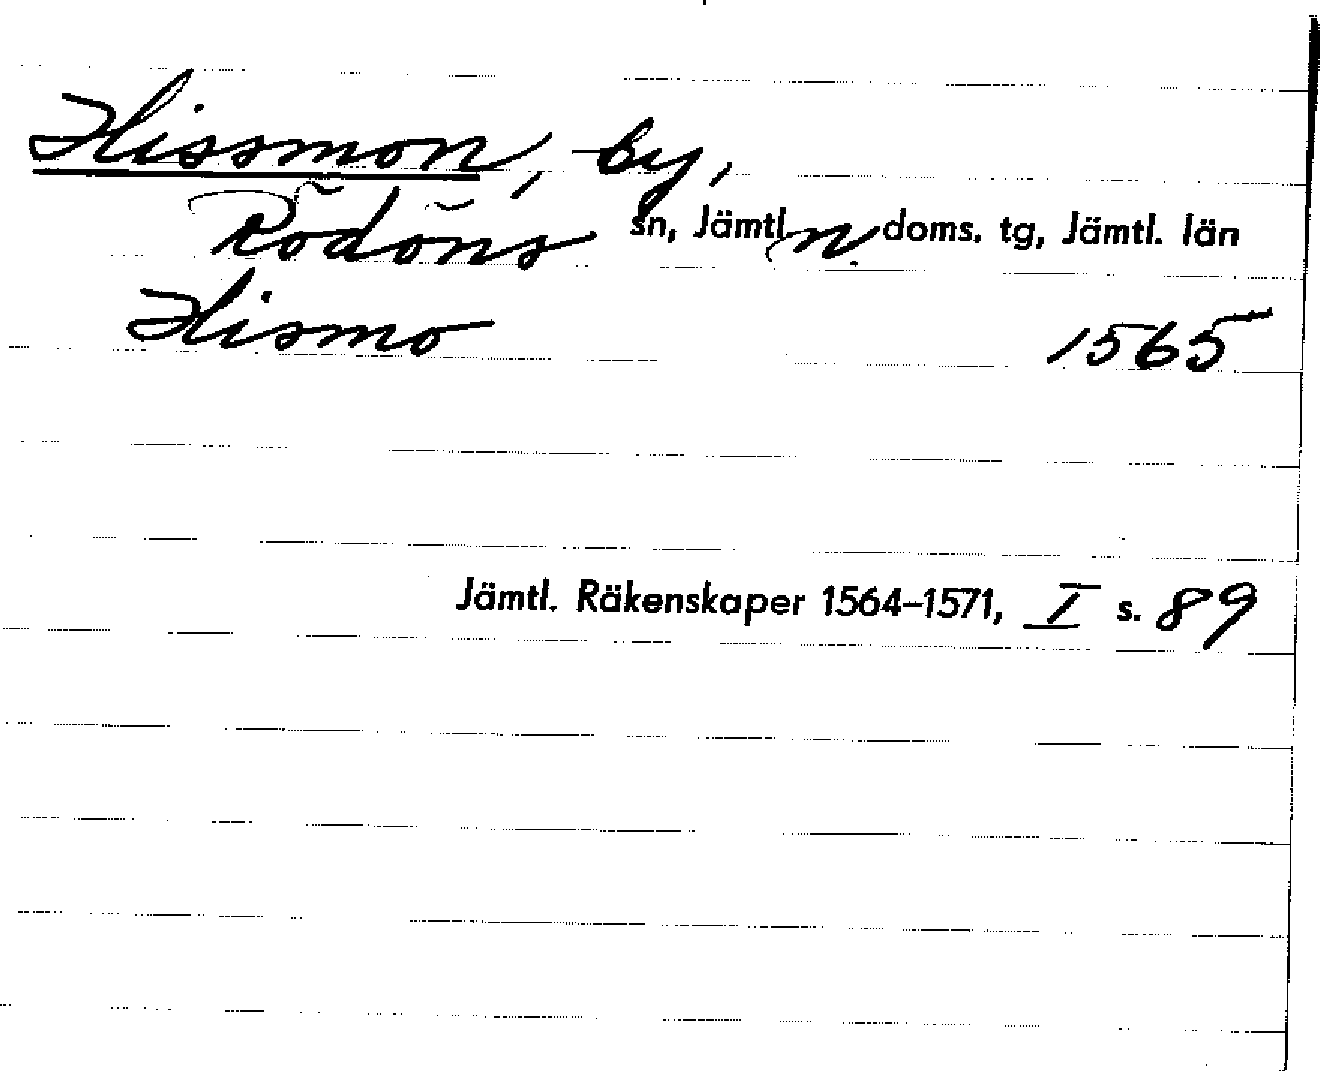 Hissmon, by,
Rödöns sn, Jämtl. n. doms. tg, Jämtl. län
Hismo 1565
Jämtl. Räkenskaper 1564–1571, I s. 89